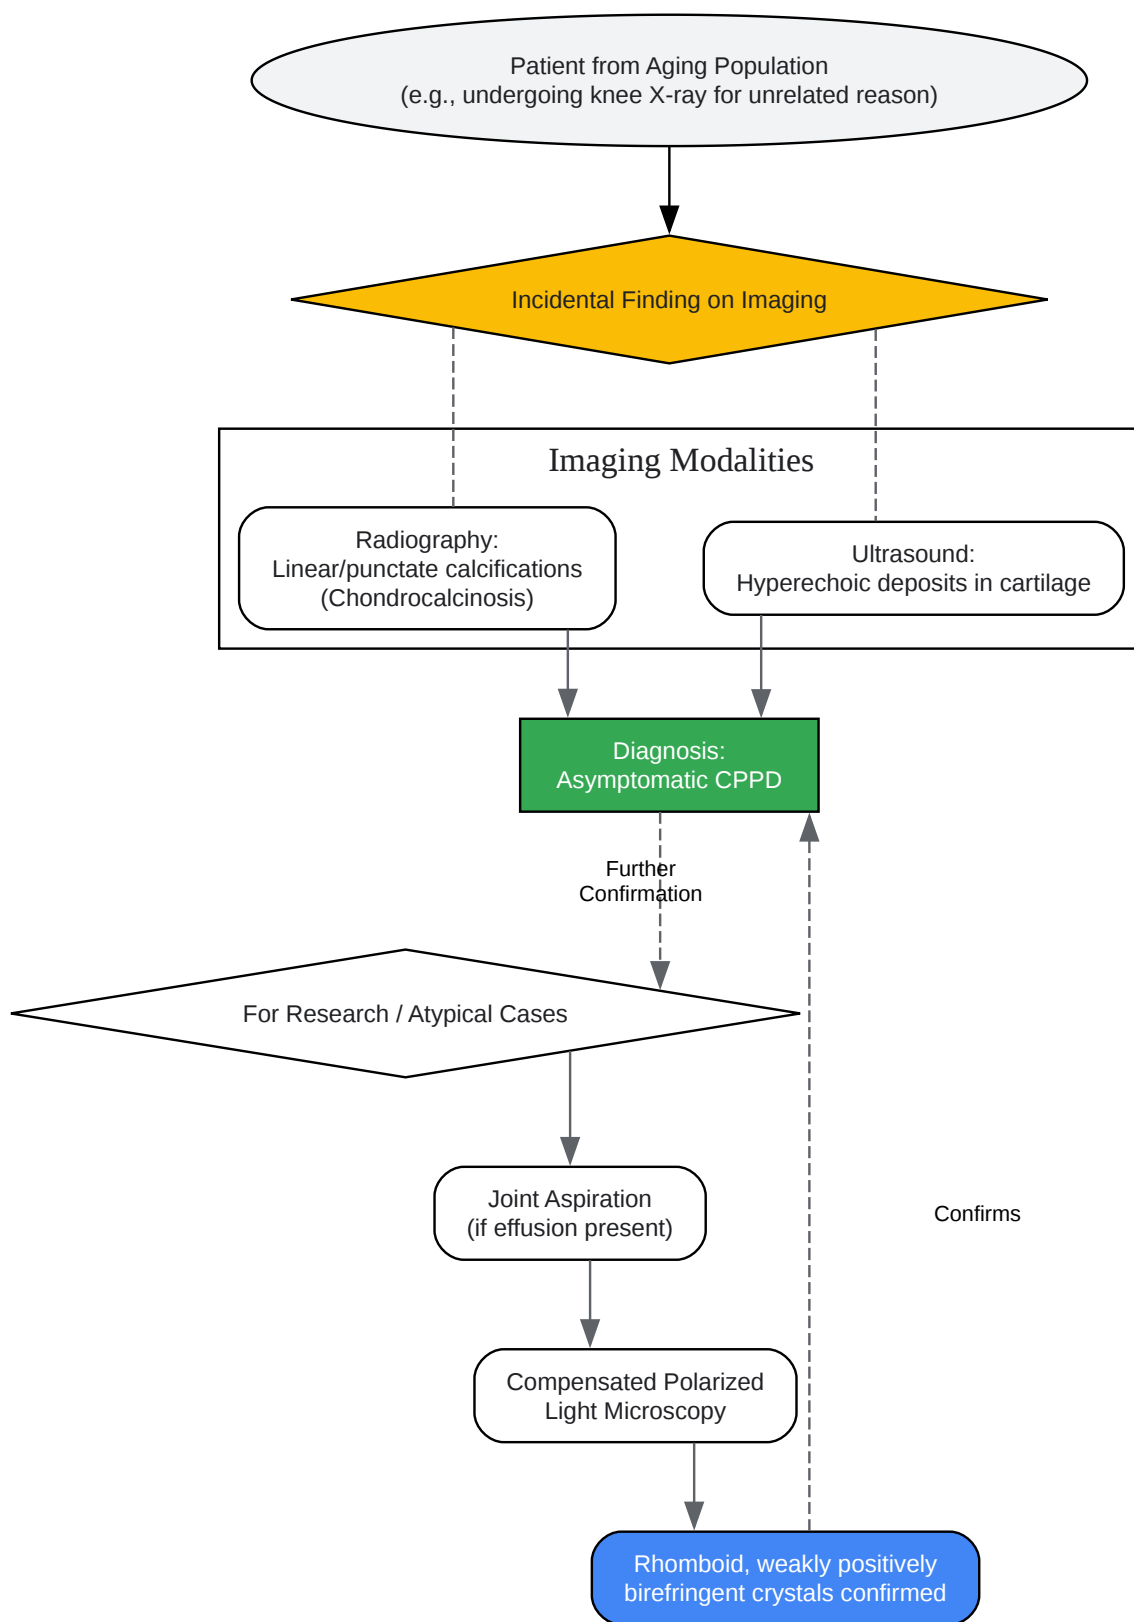 Patient from Aging Population
(e.g., undergoing knee X-ray for unrelated reason)
Incidental Finding on Imaging
Imaging Modalities
Radiography:
Linear/punctate calcifications
(Chondrocalcinosis)
Ultrasound:
Hyperechoic deposits in cartilage
Diagnosis:
Asymptomatic CPPD
Further
Confirmation
For Research / Atypical Cases
Joint Aspiration
(if effusion present)
Confirms
Compensated Polarized
Light Microscopy
Rhomboid, weakly positively
birefringent crystals confirmed